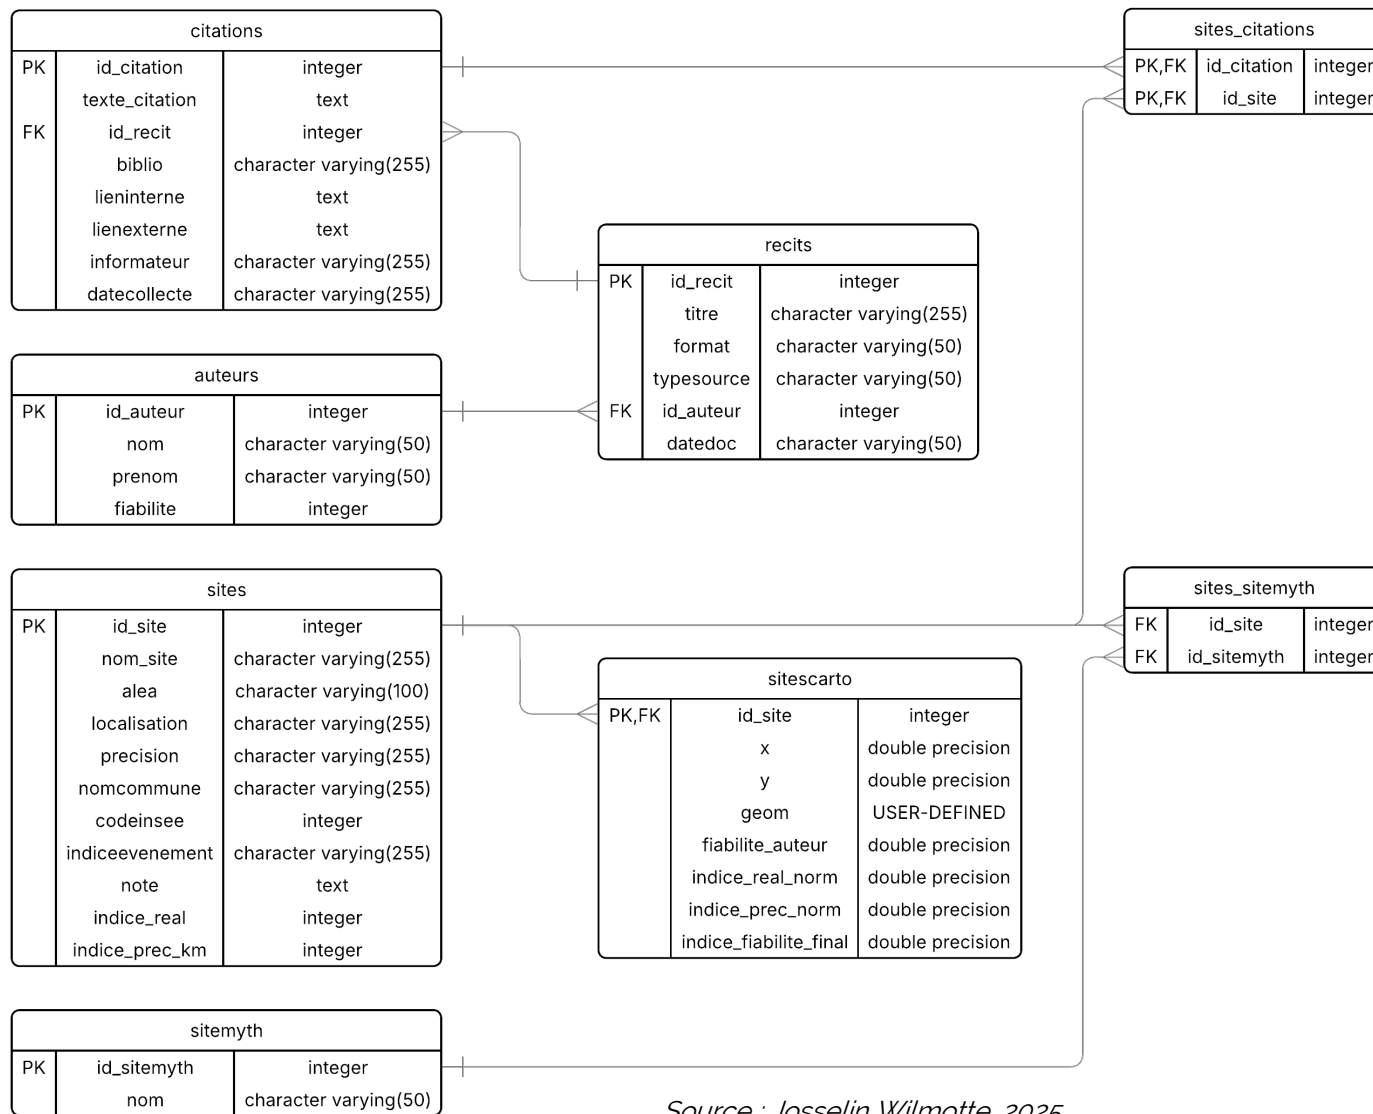 citations
PK id_citation integer
texte_citation text
FK id_recit integer
biblio character varying(255)
lieninterne text
lienexterne text
informateur character varying(255)
datecollecte character varying(255)
sites_citations
PK,FK id_citation integer
PK,FK id_site integer
recits
PK id_recit integer
titre character varying(255)
format character varying(50)
typesource character varying(50)
FK id_auteur integer
datedoc character varying(50)
auteurs
PK id_auteur integer
nom character varying(50)
prenom character varying(50)
fiabilite integer
sites
PK id_site integer
nom_site character varying(255)
alea character varying(100)
localisation character varying(255)
precision character varying(255)
nomcommune character varying(255)
codeinsee integer
indiceevenement character varying(255)
note text
indice_real integer
indice_prec_km integer
sites_sitemyth
FK id_site integer
FK id_sitemyth integer
sitescarto
PK,FK id_site integer
x double precision
y double precision
geom USER-DEFINED
fiabilite_auteur double precision
indice_real_norm double precision
indice_prec_norm double precision
indice_fiabilite_final double precision
sitemyth
PK id_sitemyth integer
nom character varying(50)
Source : Josselin Wilmotte, 2025